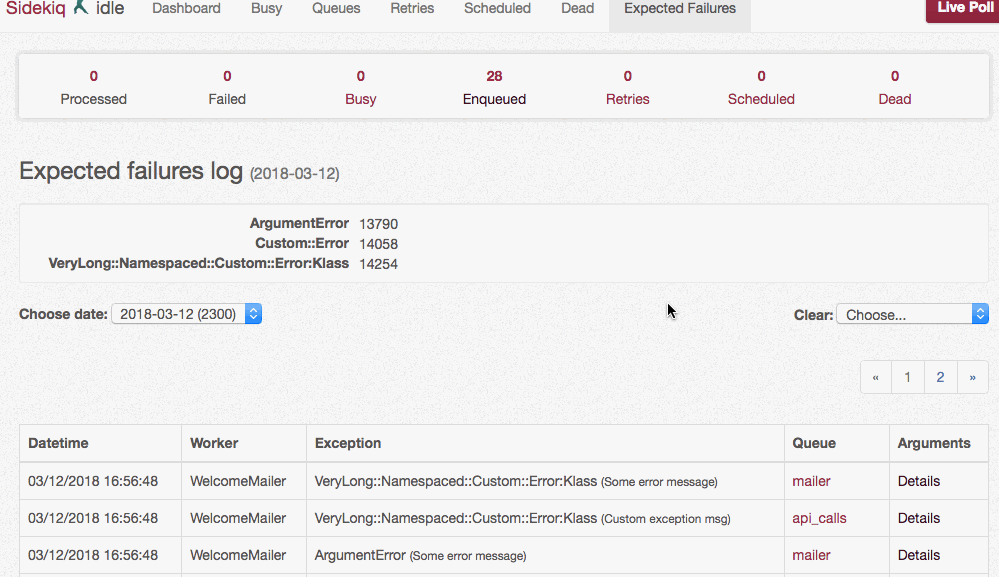 Sidekiq idle Dashboard Busy Queues Retries Scheduled Dead Expected Failures Live Poll
0 0 0 28 0 0 0
Processed Failed Busy Enqueued Retries Scheduled Dead
Expected failures log (2018-03-12)
ArgumentError 13790
Custom::Error 14058
VeryLong::Namespaced::Custom::Error:Klass 14254
Choose date: 2018-03-12 (2300) Clear: Choose...
« 1 2 »
Datetime Worker Exception Queue Arguments
03/12/2018 16:56:48 WelcomeMailer VeryLong::Namespaced::Custom::Error:Klass (Some error message) mailer Details
03/12/2018 16:56:48 WelcomeMailer VeryLong::Namespaced::Custom::Error:Klass (Custom exception msg) api_calls Details
03/12/2018 16:56:48 WelcomeMailer ArgumentError (Some error message) mailer Details